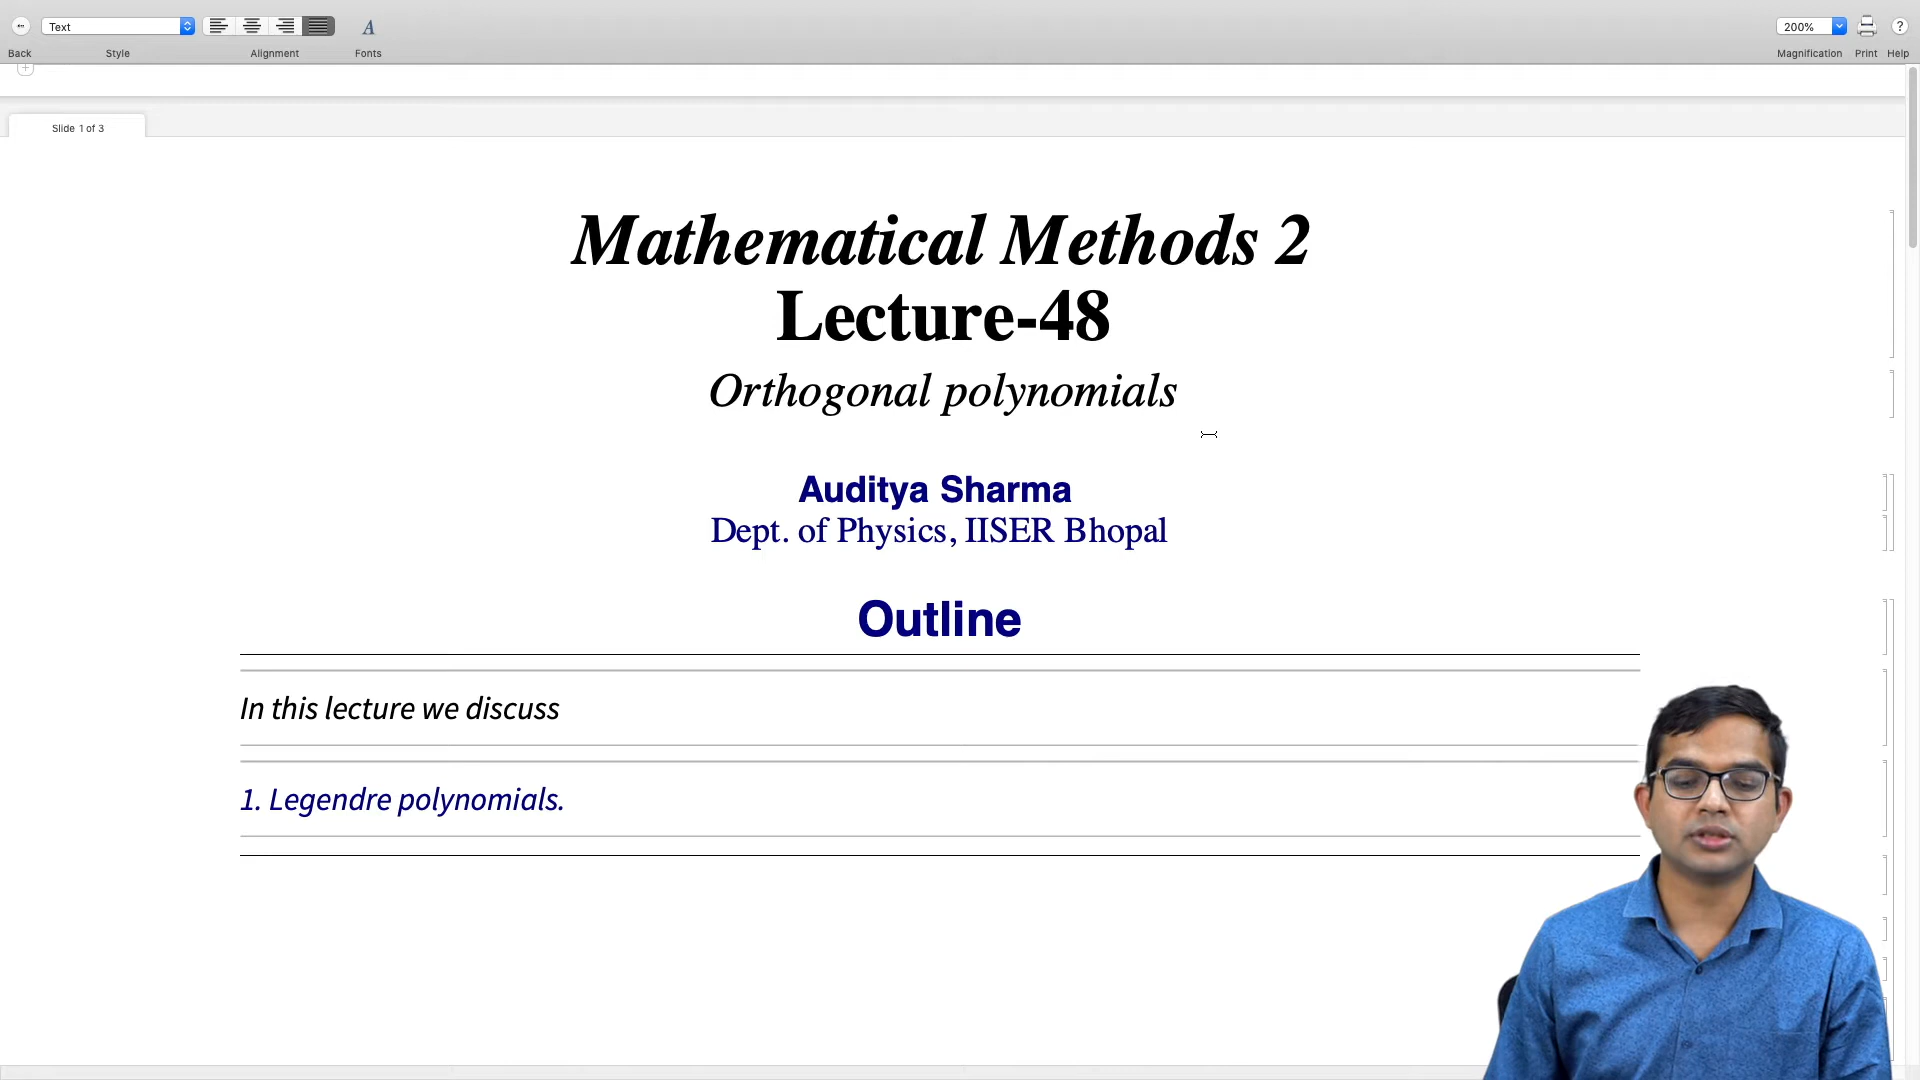 Text
200%
Back
Style
Alignment
Fonts
Magnification
Print
Help
Slide 1 of 3
Mathematical Methods 2
Lecture-48
Orthogonal polynomials
Auditya Sharma
Dept. of Physics, IISER Bhopal
Outline
In this lecture we discuss
1. Legendre polynomials.